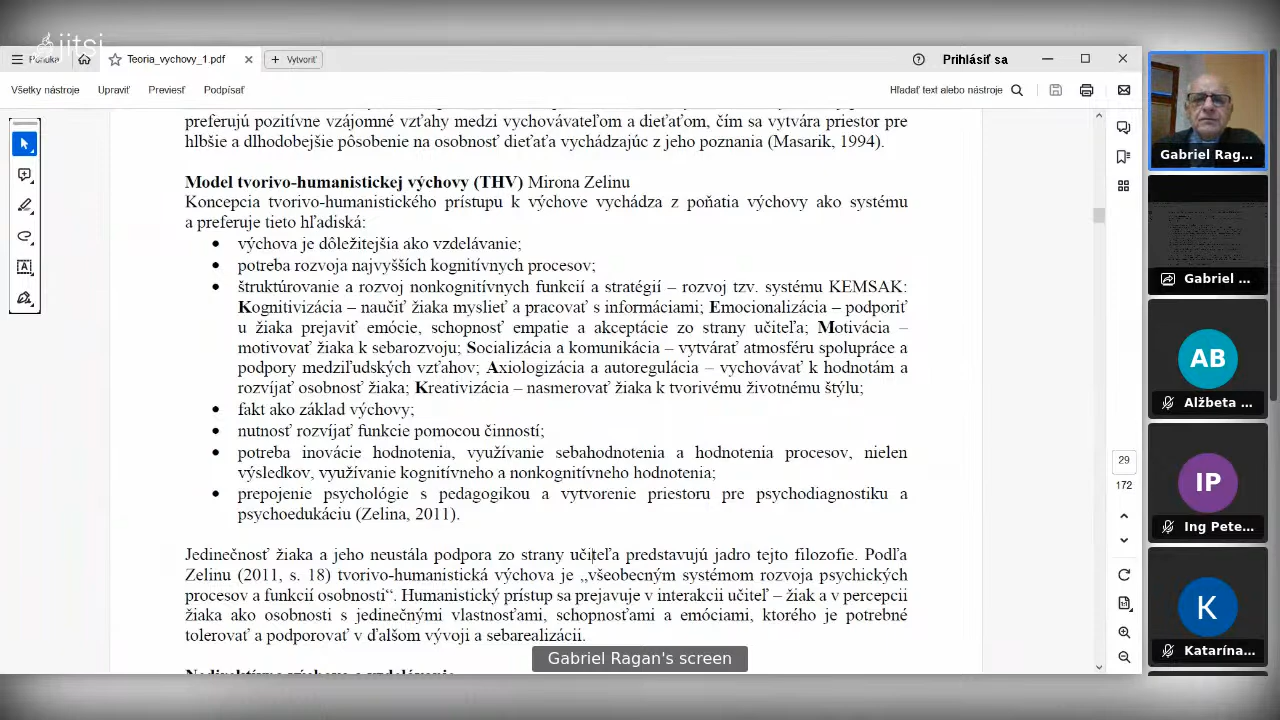 jitsi
Ponuka
Teoria_vychovy_1.pdf
Vytvoriť
Prihlásiť sa
Všetky nástroje
Upraviť
Previesť
Podpísať
Hľadať text alebo nástroje
preferujú pozitívne vzájomné vzťahy medzi vychovávateľom a dieťaťom, čím sa vytvára priestor pre
hlbšie a dlhodobejšie pôsobenie na osobnosť dieťaťa vychádzajúc z jeho poznania (Masarik, 1994).
Model tvorivo-humanistickej výchovy (THV) Mirona Zelinu
Koncepcia tvorivo-humanistického prístupu k výchove vychádza z poňatia výchovy ako systému
a preferuje tieto hľadiská:
• výchova je dôležitejšia ako vzdelávanie;
• potreba rozvoja najvyšších kognitívnych procesov;
• štruktúrovanie a rozvoj nonkognitívnych funkcií a stratégií – rozvoj tzv. systému KEMSAK:
Kognitivizácia – naučiť žiaka myslieť a pracovať s informáciami; Emocionalizácia – podporiť
u žiaka prejaviť emócie, schopnosť empatie a akceptácie zo strany učiteľa; Motivácia –
motivovať žiaka k sebarozvoju; Socializácia a komunikácia – vytvárať atmosféru spolupráce a
podpory medziľudských vzťahov; Axiologizácia a autoregulácia – vychovávať k hodnotám a
rozvíjať osobnosť žiaka; Kreativizácia – nasmerovať žiaka k tvorivému životnému štýlu;
• fakt ako základ výchovy;
• nutnosť rozvíjať funkcie pomocou činností;
• potreba inovácie hodnotenia, využívanie sebahodnotenia a hodnotenia procesov, nielen
výsledkov, využívanie kognitívneho a nonkognitívneho hodnotenia;
• prepojenie psychológie s pedagogikou a vytvorenie priestoru pre psychodiagnostiku a
psychoedukáciu (Zelina, 2011).
Jedinečnosť žiaka a jeho neustála podpora zo strany učiteľa predstavujú jadro tejto filozofie. Podľa
Zelinu (2011, s. 18) tvorivo-humanistická výchova je „všeobecným systémom rozvoja psychických
procesov a funkcií osobnosti“. Humanistický prístup sa prejavuje v interakcii učiteľ – žiak a v percepcii
žiaka ako osobnosti s jedinečnými vlastnosťami, schopnosťami a emóciami, ktorého je potrebné
tolerovať a podporovať v ďalšom vývoji a sebarealizácii.
29
172
Gabriel Ragan's screen
Gabriel Rag...
Gabriel ...
AB
Alžbeta ...
IP
Ing Pete...
K
Katarína...